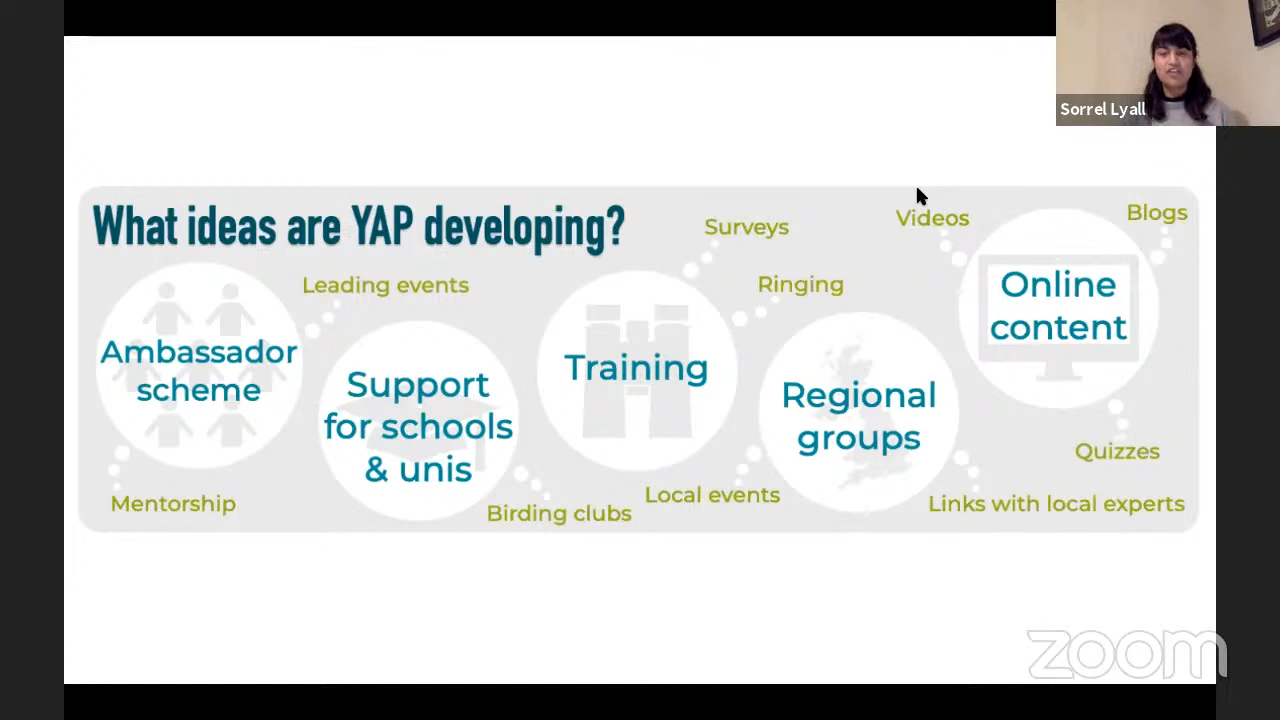 Sorrel Lyall
What ideas are YAP developing?
Surveys
Videos
Blogs
Leading events
Ringing
Online
content
Ambassador
scheme
Support
for schools
& unis
Training
Regional
groups
Quizzes
Mentorship
Birding clubs
Local events
Links with local experts
zoom